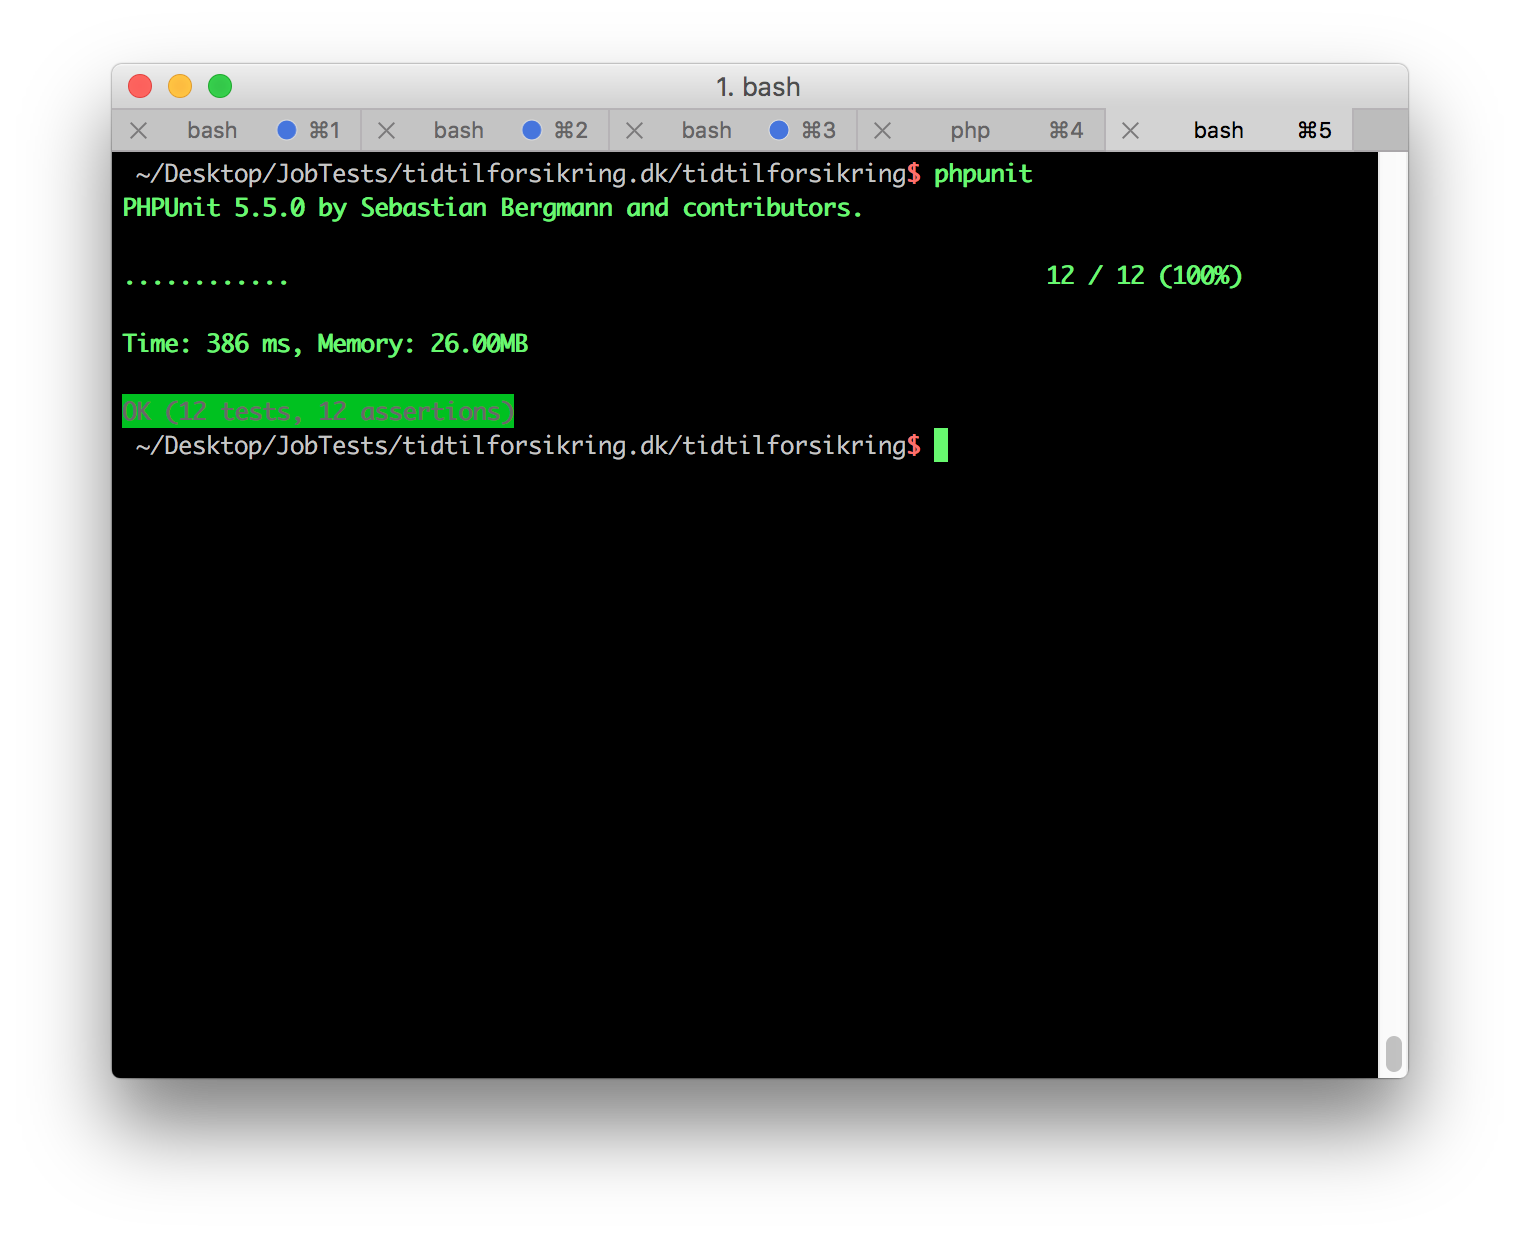 1. bash
bash ⌘1 bash ⌘2 bash ⌘3 php ⌘4 bash ⌘5
~/Desktop/JobTests/tidtilforsikring.dk/tidtilforsikring$ phpunit
PHPUnit 5.5.0 by Sebastian Bergmann and contributors.
............ 12 / 12 (100%)
Time: 386 ms, Memory: 26.00MB
OK (12 tests, 12 assertions)
~/Desktop/JobTests/tidtilforsikring.dk/tidtilforsikring$